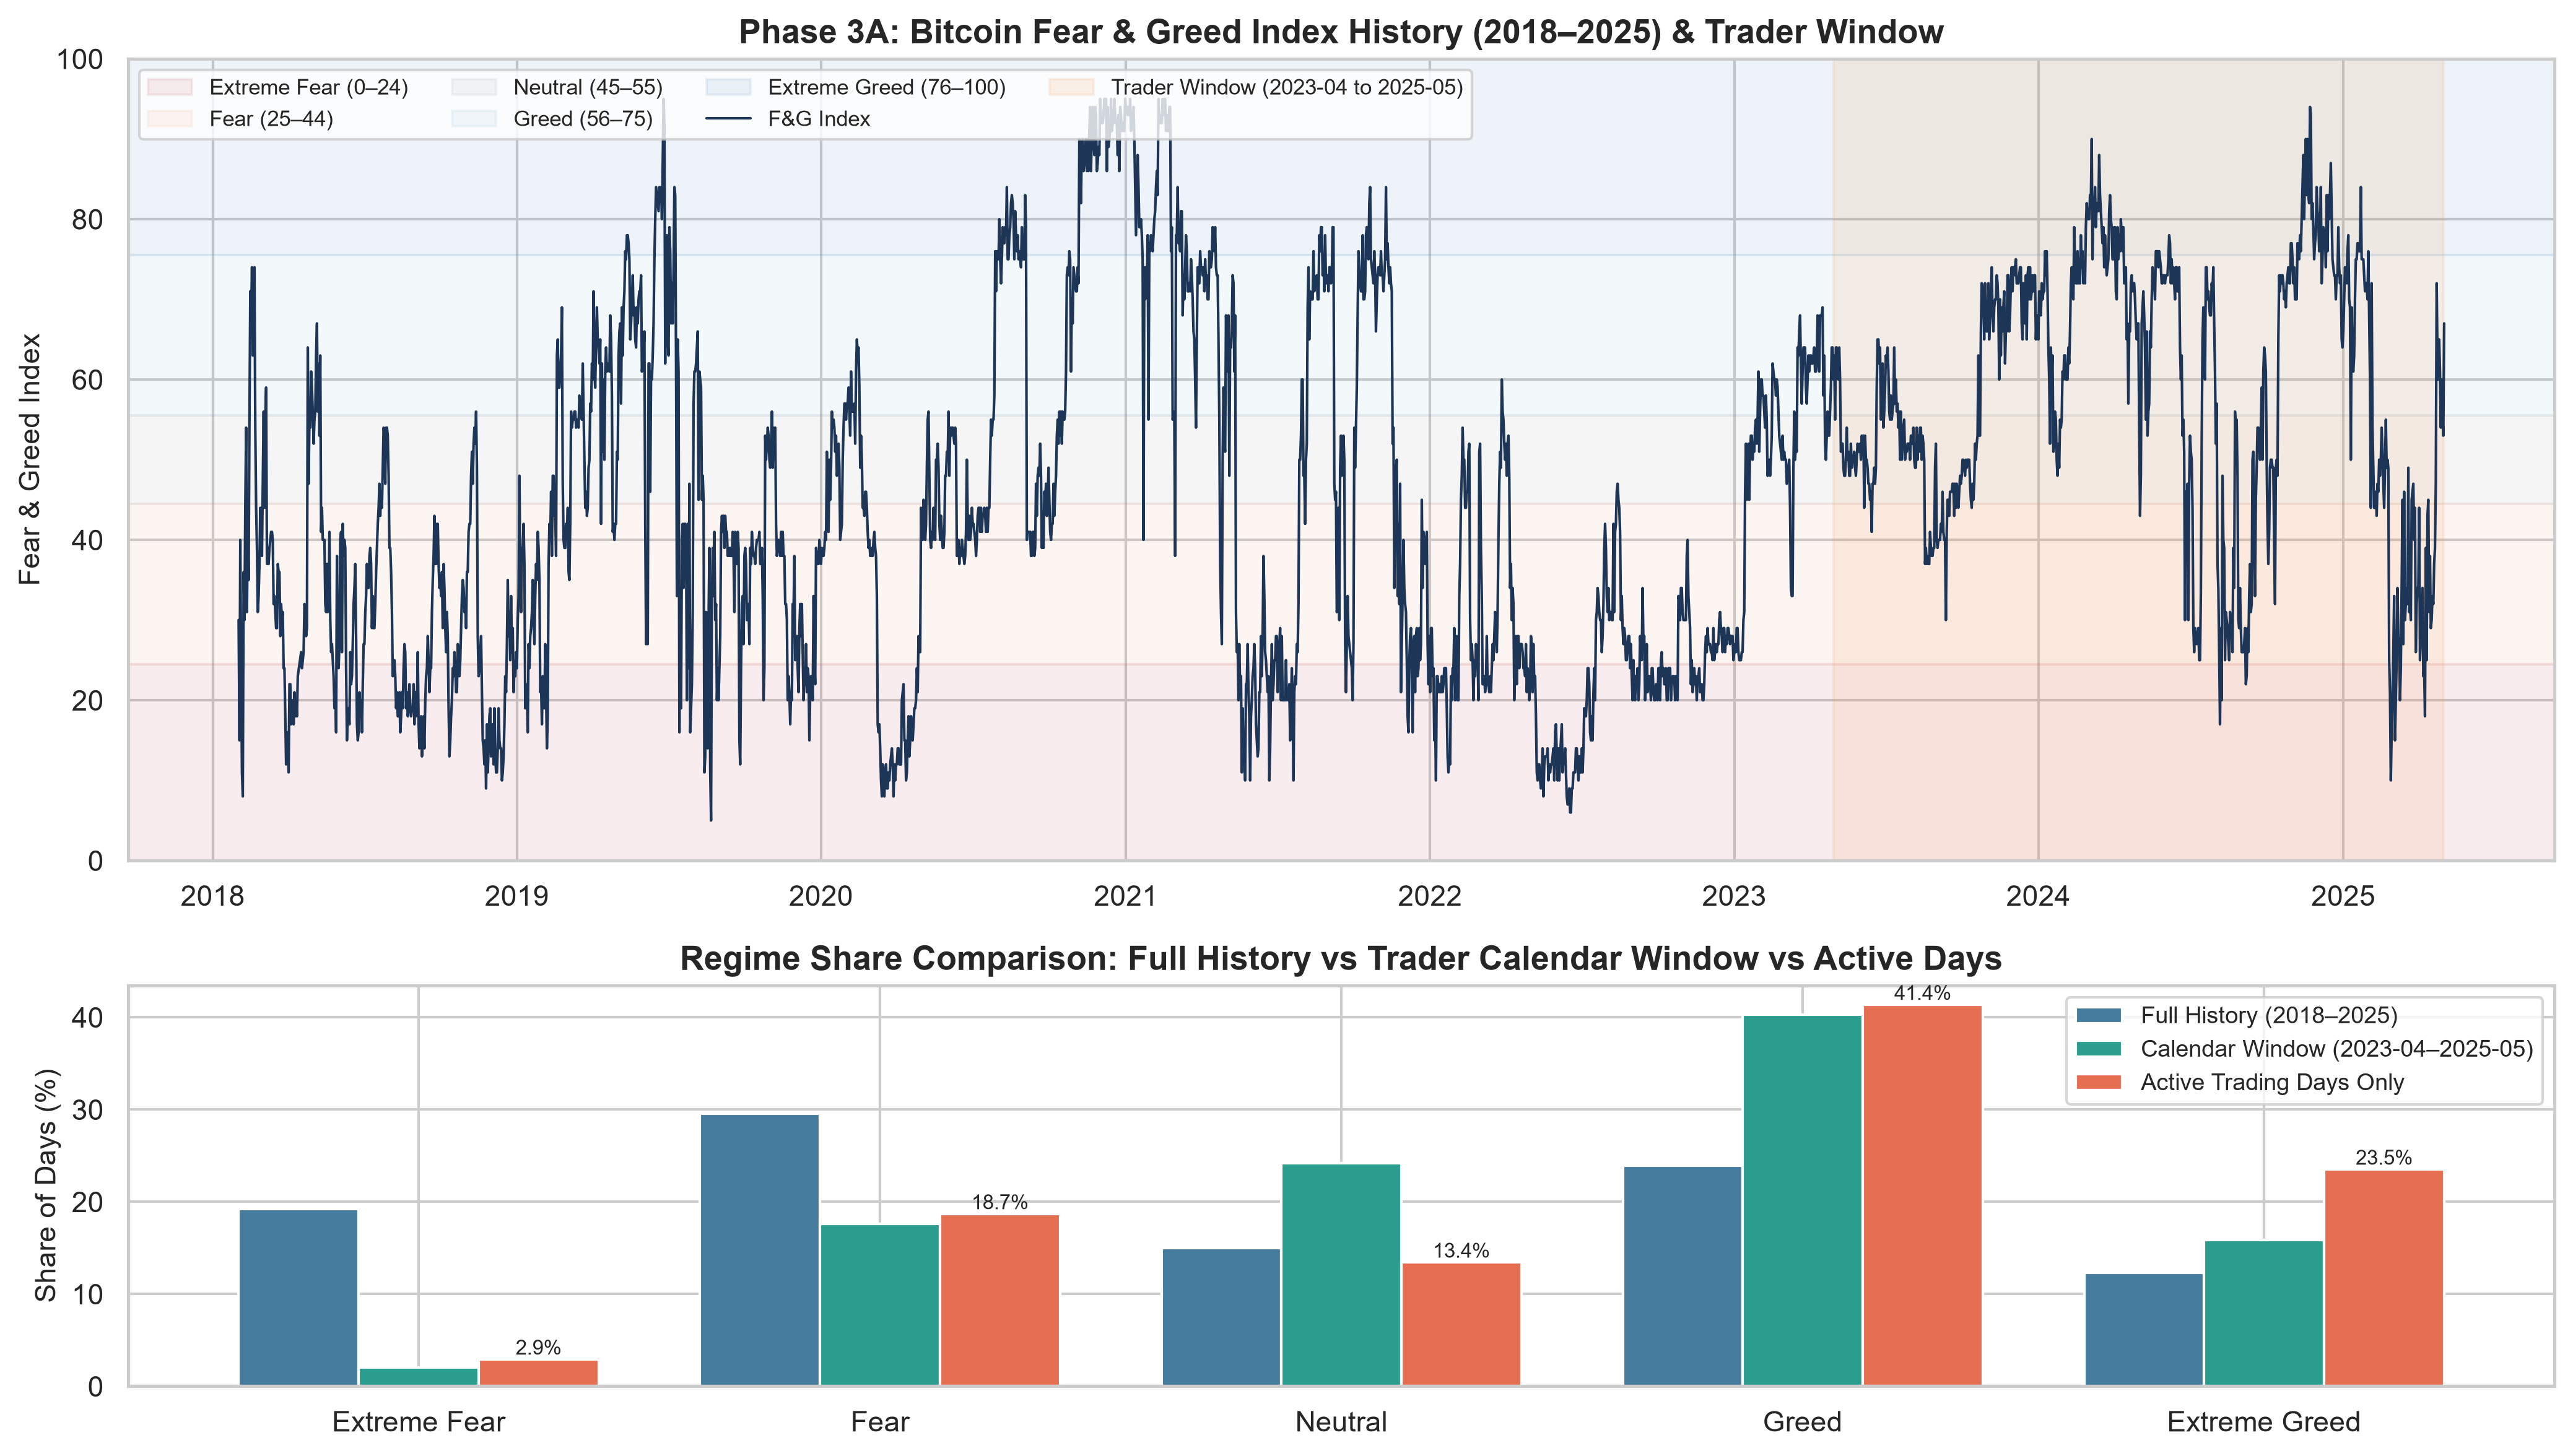 Phase 3A: Bitcoin Fear & Greed Index History (2018–2025) & Trader Window
Extreme Fear (0–24)
Fear (25–44)
Neutral (45–55)
Greed (56–75)
Extreme Greed (76–100)
F&G Index
Trader Window (2023-04 to 2025-05)
Fear & Greed Index
100
80
60
40
20
0
2018 2019 2020 2021 2022 2023 2024 2025
Regime Share Comparison: Full History vs Trader Calendar Window vs Active Days
Full History (2018–2025)
Calendar Window (2023-04–2025-05)
Active Trading Days Only
Share of Days (%)
40
30
20
10
0
2.9%
18.7%
13.4%
41.4%
23.5%
Extreme Fear Fear Neutral Greed Extreme Greed